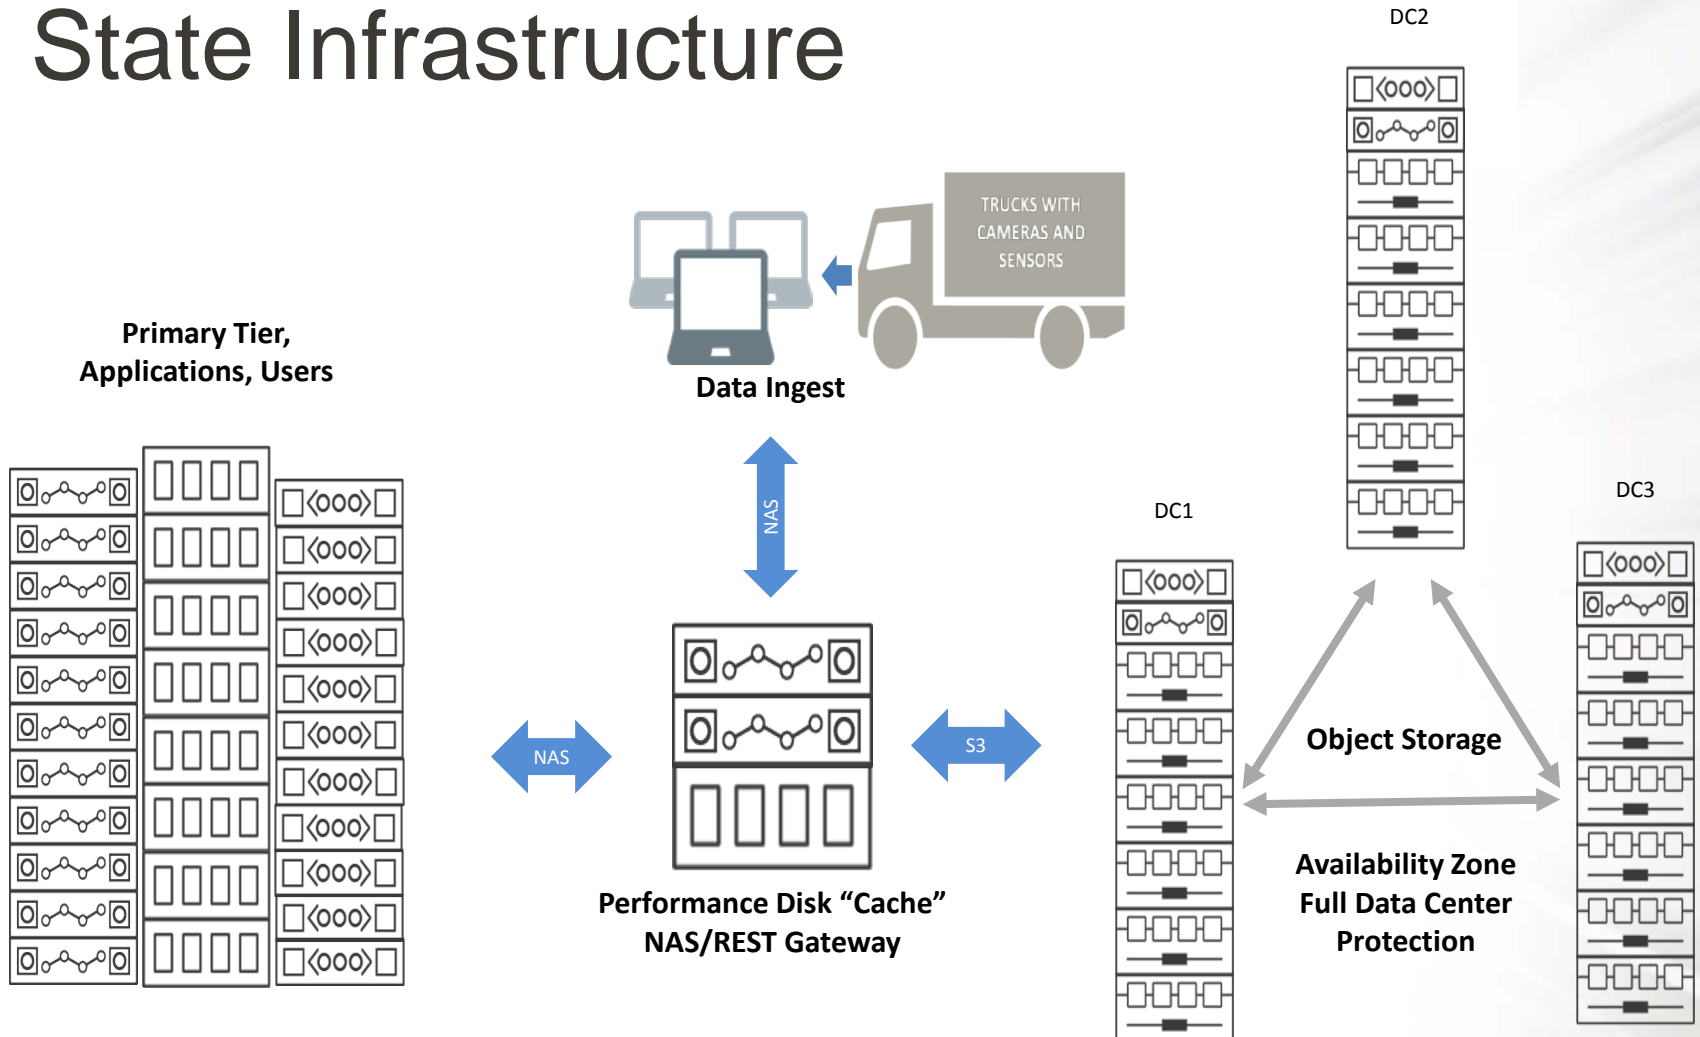 State Infrastructure
DC2
TRUCKS WITH
CAMERAS AND
SENSORS
Primary Tier,
Applications, Users
Data Ingest
NAS
DC1
DC3
NAS
S3
Object Storage
Performance Disk “Cache”
NAS/REST Gateway
Availability Zone
Full Data Center
Protection